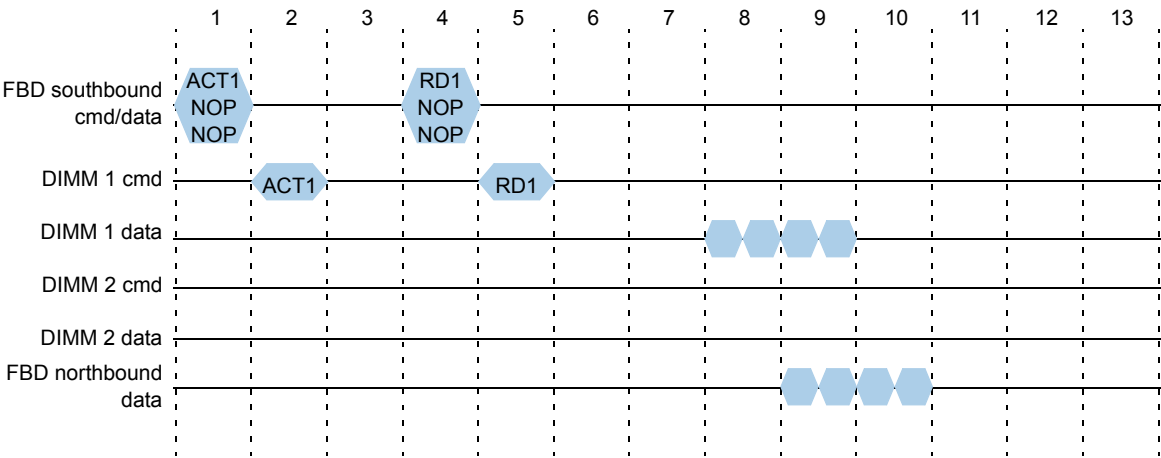 1 2 3 4 5 6 7 8 9 10 11 12 13
FBD southbound
cmd/data
ACT1
NOP
NOP
RD1
NOP
NOP
DIMM 1 cmd
ACT1
RD1
DIMM 1 data
DIMM 2 cmd
DIMM 2 data
FBD northbound
data